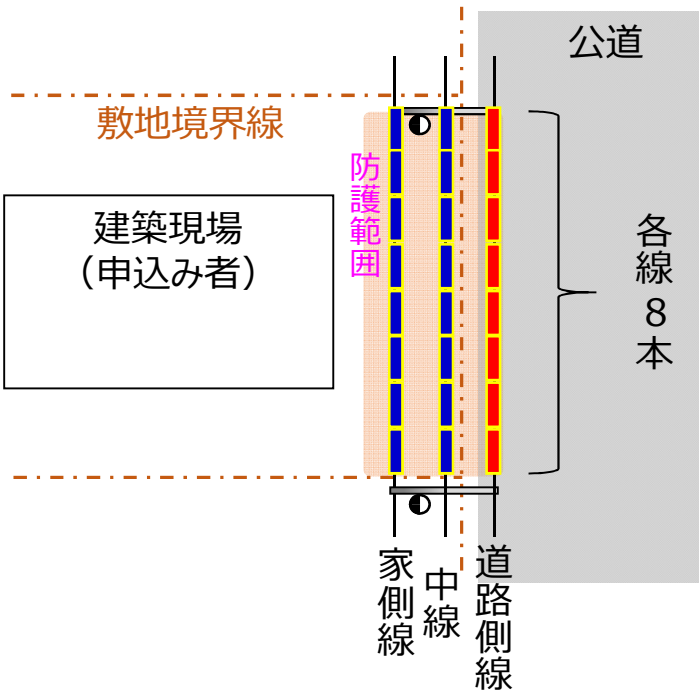 公道
敷地境界線
防護範囲
建築現場
（申込み者）
各線８本
家側線
中線
道路側線